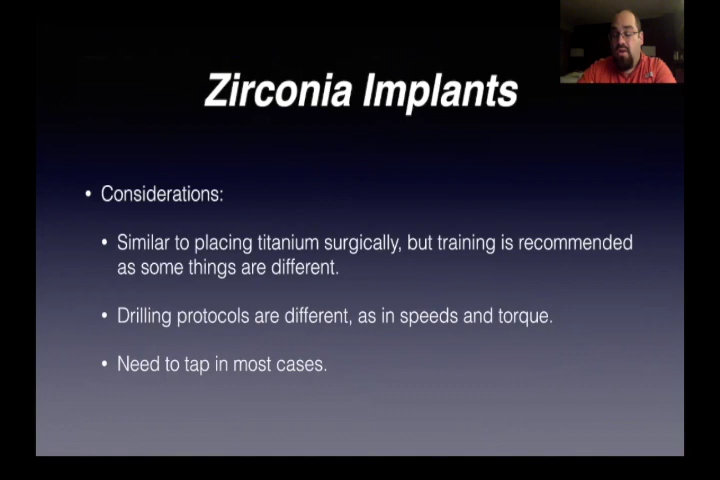 Zirconia Implants
• Considerations:
• Similar to placing titanium surgically, but training is recommended
as some things are different.
• Drilling protocols are different, as in speeds and torque.
• Need to tap in most cases.